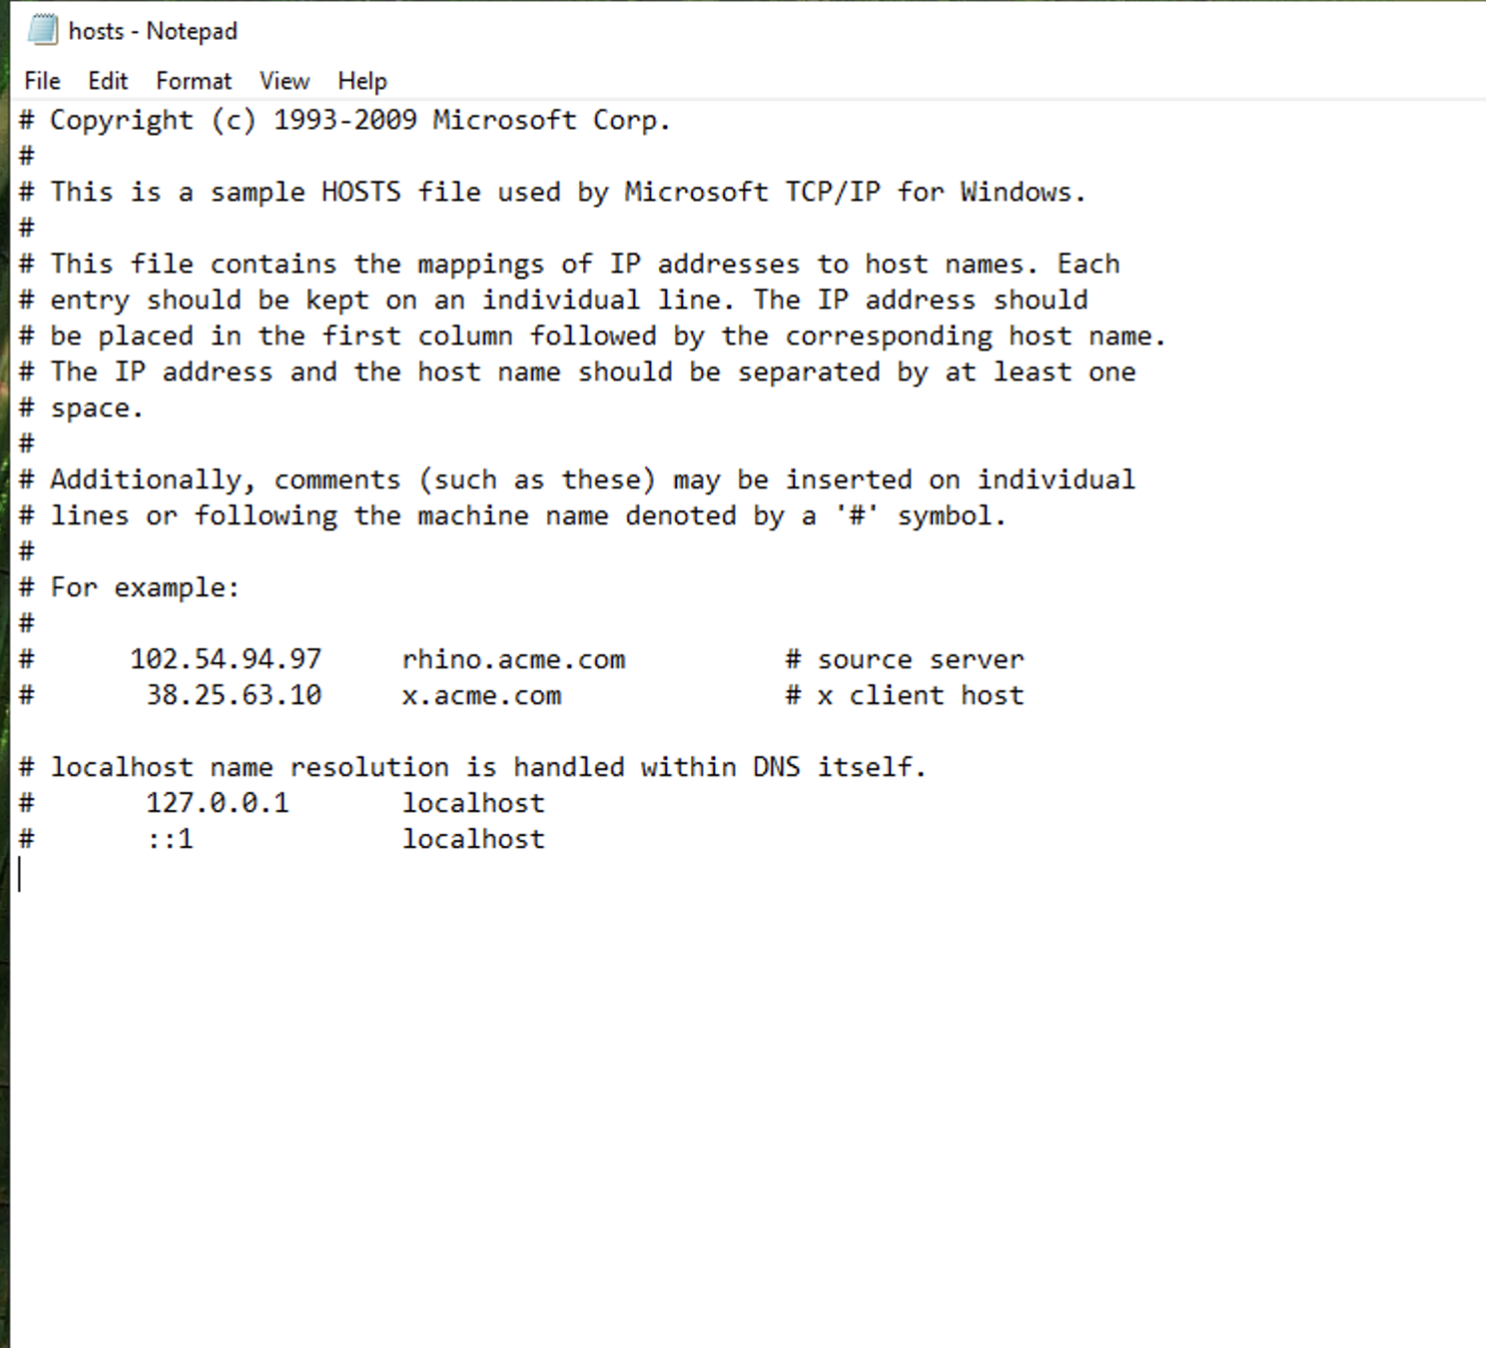 hosts - Notepad
File Edit Format View Help
# Copyright (c) 1993-2009 Microsoft Corp.
#
# This is a sample HOSTS file used by Microsoft TCP/IP for Windows.
#
# This file contains the mappings of IP addresses to host names. Each
# entry should be kept on an individual line. The IP address should
# be placed in the first column followed by the corresponding host name.
# The IP address and the host name should be separated by at least one
# space.
#
# Additionally, comments (such as these) may be inserted on individual
# lines or following the machine name denoted by a '#' symbol.
#
# For example:
#
#      102.54.94.97     rhino.acme.com          # source server
#       38.25.63.10     x.acme.com              # x client host

# localhost name resolution is handled within DNS itself.
#       127.0.0.1       localhost
#       ::1             localhost